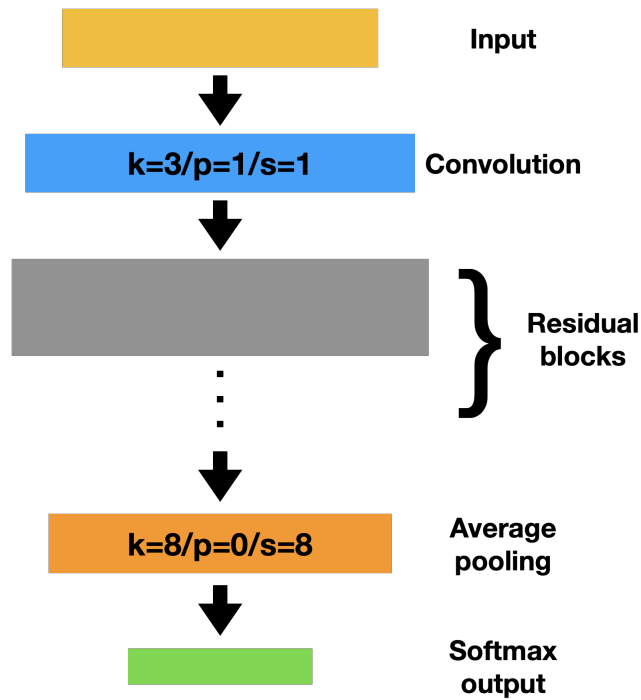 Input
k=3/p=1/s=1
Convolution
Residual
blocks
k=8/p=0/s=8
Average
pooling
Softmax
output